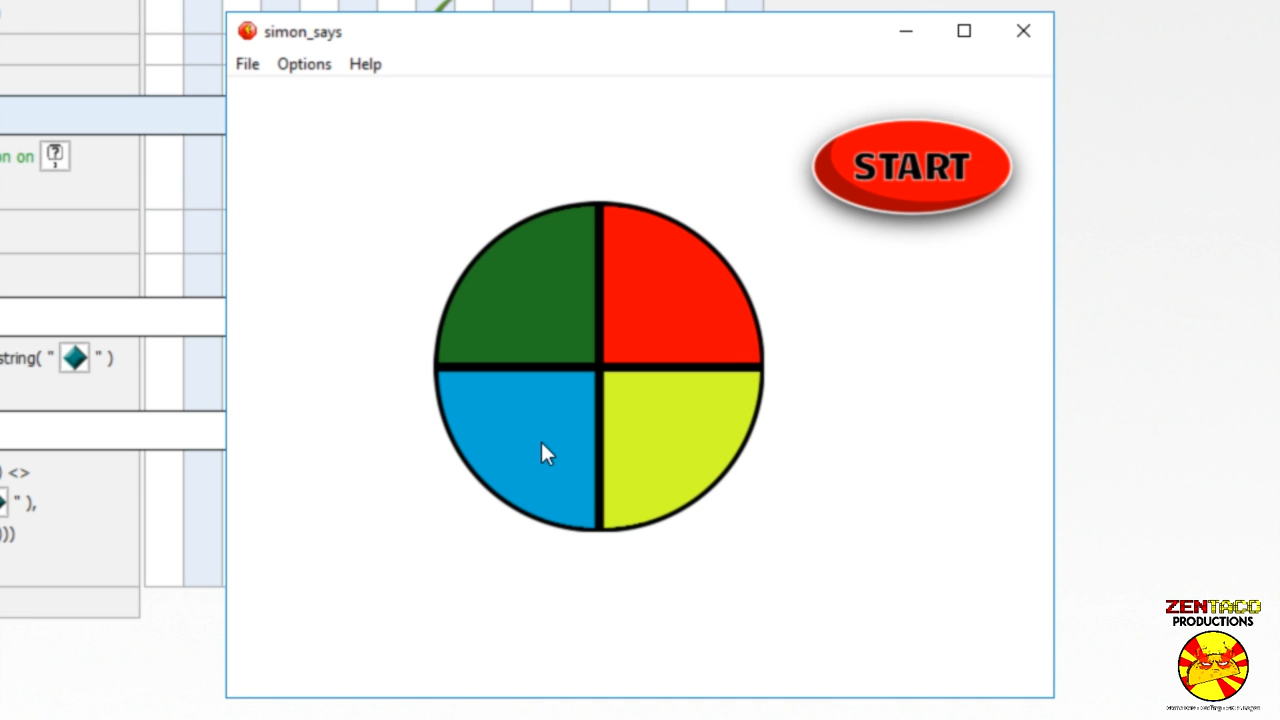 simon_says
File Options Help
on on
START
string( " " )
) <>
" ),
)))
ZENTACO
PRODUCTIONS